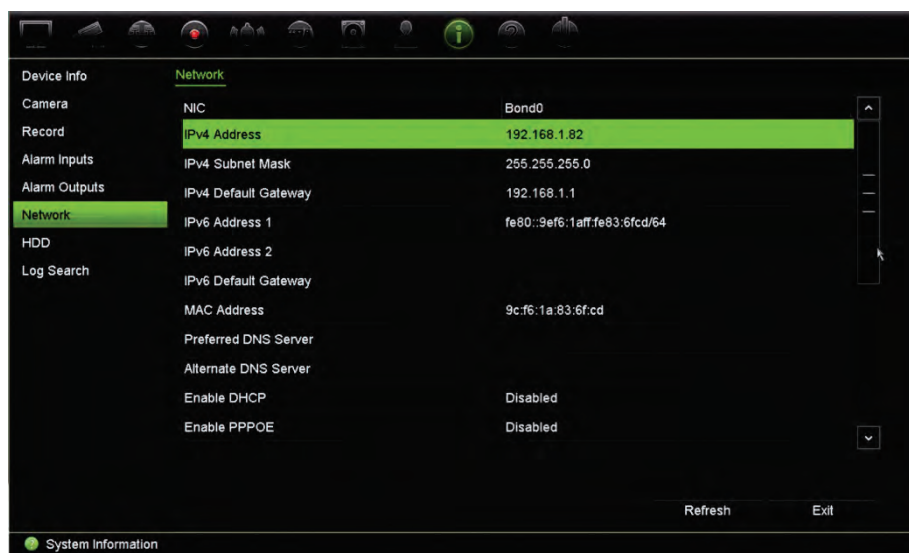 Device Info
Camera
Record
Alarm Inputs
Alarm Outputs
Network
HDD
Log Search
Network
NIC Bond0
IPv4 Address 192.168.1.82
IPv4 Subnet Mask 255.255.255.0
IPv4 Default Gateway 192.168.1.1
IPv6 Address 1 fe80::9ef6:1aff:fe83:6fcd/64
IPv6 Address 2
IPv6 Default Gateway
MAC Address 9c:f6:1a:83:6f:cd
Preferred DNS Server
Alternate DNS Server
Enable DHCP Disabled
Enable PPPOE Disabled
Refresh Exit
System Information